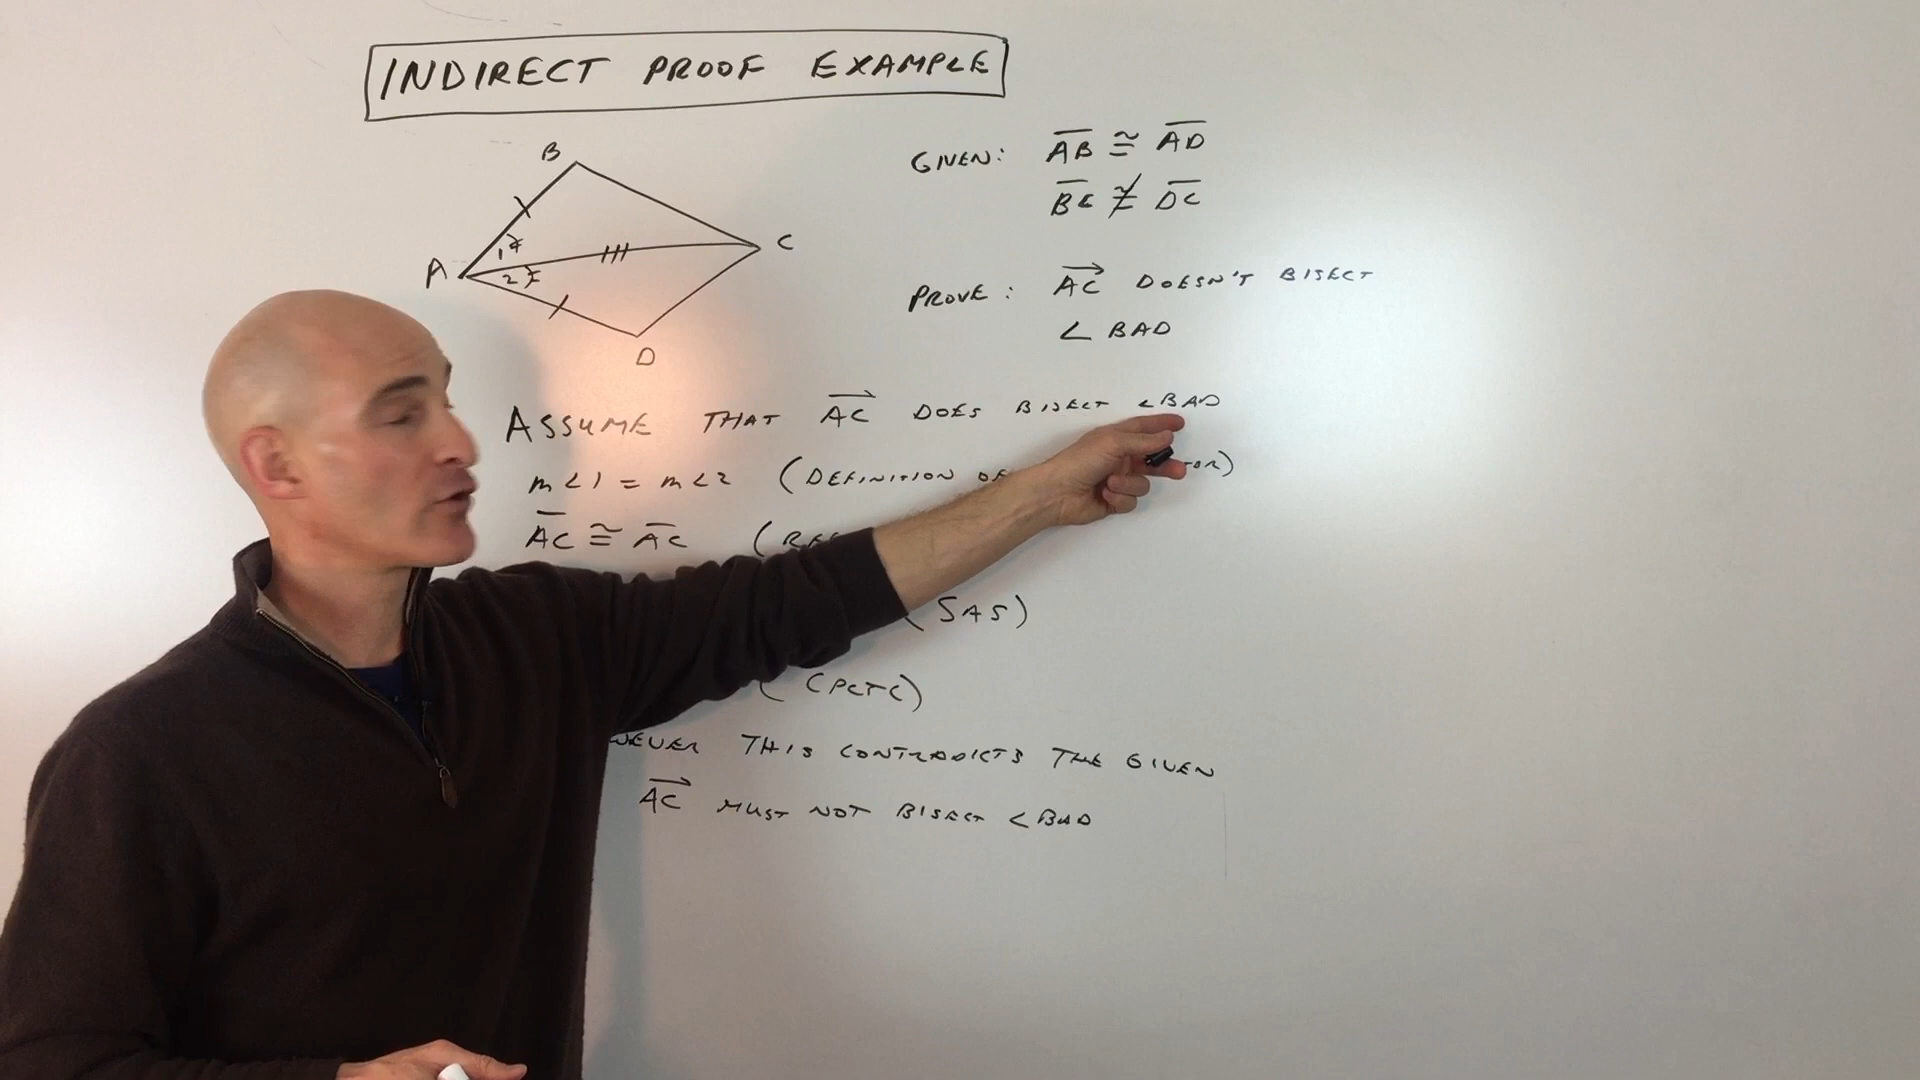 INDIRECT PROOF EXAMPLE
B
A
C
D
1
2
GIVEN: AB ≅ AD
BC ≇ DC
PROVE: AC DOESN'T BISECT
∠ BAD
ASSUME THAT AC DOES BISECT ∠BAD
m∠1 = m∠2 (DEFINITION OF
AC ≅ AC
(SAS)
(CPCTC)
THIS CONTRADICTS THE GIVEN
AC MUST NOT BISECT ∠BAD